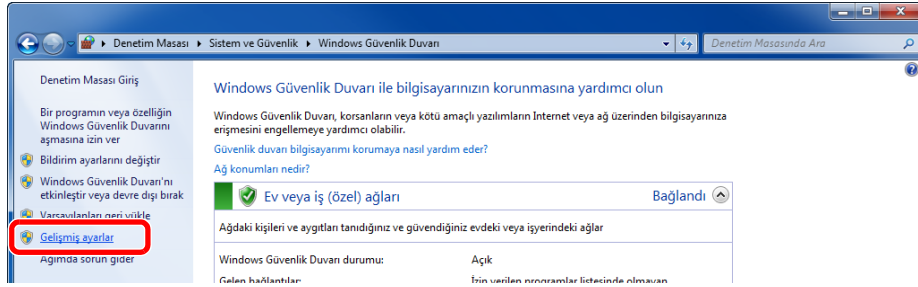 Denetim Masası ▸ Sistem ve Güvenlik ▸ Windows Güvenlik Duvarı
Denetim Masasında Ara
Denetim Masası Giriş
Bir programın veya özelliğin
Windows Güvenlik Duvarını
aşmasına izin ver
Bildirim ayarlarını değiştir
Windows Güvenlik Duvarı'nı
etkinleştir veya devre dışı bırak
Varsayılanları geri yükle
Gelişmiş ayarlar
Ağımda sorun gider
Windows Güvenlik Duvarı ile bilgisayarınızın korunmasına yardımcı olun
Windows Güvenlik Duvarı, korsanların veya kötü amaçlı yazılımların Internet veya ağ üzerinden bilgisayarınıza
erişmesini engellemeye yardımcı olabilir.
Güvenlik duvarı bilgisayarımı korumaya nasıl yardım eder?
Ağ konumları nedir?
Ev veya iş (özel) ağları Bağlandı
Ağdaki kişileri ve aygıtları tanıdığınız ve güvendiğiniz evdeki veya işyerindeki ağlar
Windows Güvenlik Duvarı durumu: Açık
Gelen bağlantılar: İzin verilen programlar listesinde olmayan